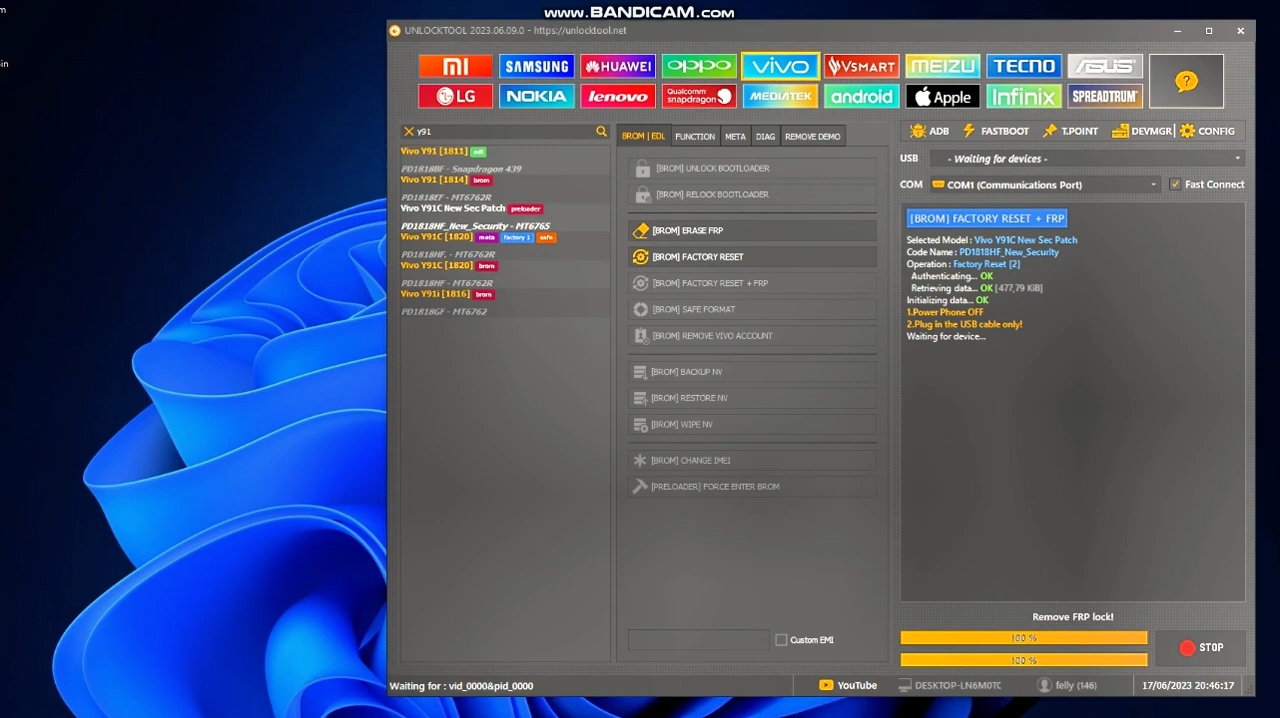 www.BANDICAM.com
UNLOCKTOOL 2023.06.09.0 - https://unlocktool.net
mi SAMSUNG HUAWEI oppo vivo VSMART MEIZU TECNO ASUS
LG NOKIA lenovo Qualcomm snapdragon MEDIATEK android Apple Infinix SPREADTRUM
?
y91
Vivo Y91 [1811] edl
PD1818BF - Snapdragon 439
Vivo Y91 [1814] brom
PD1818EF - MT6762R
Vivo Y91C New Sec Patch preloader
PD1818HF_New_Security - MT6765
Vivo Y91C [1820] meta factory 1 safe
PD1818HF. - MT6762R
Vivo Y91C [1820] brom
PD1818HF - MT6762R
Vivo Y91i [1816] brom
PD1818GF - MT6762
BROM | EDL FUNCTION META DIAG REMOVE DEMO
[BROM] UNLOCK BOOTLOADER
[BROM] RELOCK BOOTLOADER
[BROM] ERASE FRP
[BROM] FACTORY RESET
[BROM] FACTORY RESET + FRP
[BROM] SAFE FORMAT
[BROM] REMOVE VIVO ACCOUNT
[BROM] BACKUP NV
[BROM] RESTORE NV
[BROM] WIPE NV
[BROM] CHANGE IMEI
[PRELOADER] FORCE ENTER BROM
Custom EMI
ADB FASTBOOT T.POINT DEVMGR CONFIG
USB - Waiting for devices -
COM COM1 (Communications Port) Fast Connect
[BROM] FACTORY RESET + FRP
Selected Model : Vivo Y91C New Sec Patch
Code Name : PD1818HF_New_Security
Operation : Factory Reset [2]
Authenticating... OK
Retrieving data... OK [477,79 KiB]
Initializing data... OK
1.Power Phone OFF
2.Plug in the USB cable only!
Waiting for device...
Remove FRP lock!
100 %
100 %
STOP
Waiting for : vid_0000&pid_0000
YouTube
DESKTOP-LN6M0TC
felly (146)
17/06/2023 20:46:17